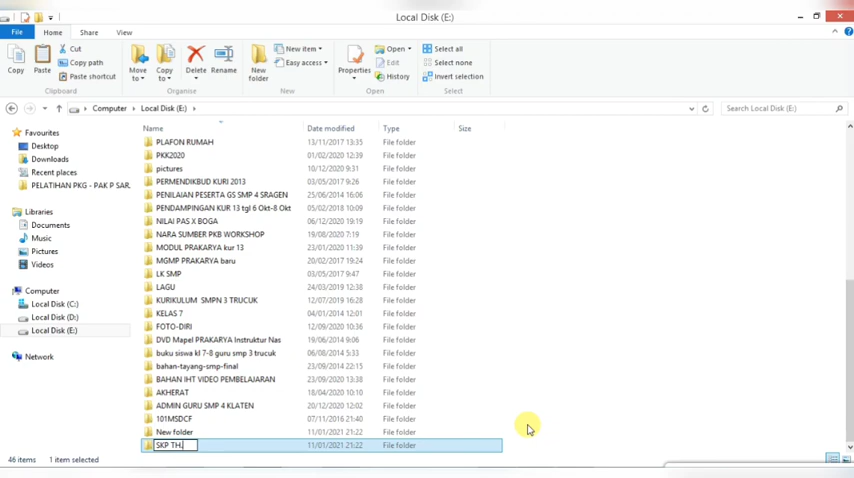 Local Disk (E:)
File Home Share View
Copy Paste Cut Copy path Paste shortcut Move to Copy to Delete Rename New folder New item Easy access Properties Open Edit History Select all Select none Invert selection
Clipboard Organise New Open Select
Computer Local Disk (E:) Search Local Disk (E:)
Name Date modified Type Size
Favourites
Desktop
Downloads
Recent places
PELATIHAN PKG - PAK P SAR.
Libraries
Documents
Music
Pictures
Videos
Computer
Local Disk (C:)
Local Disk (D:)
Local Disk (E:)
Network
PLAFON RUMAH 13/11/2017 13:35 File folder
PKK2020 01/02/2020 12:39 File folder
pictures 10/12/2020 9:31 File folder
PERMENDIKBUD KURI 2013 03/05/2017 9:26 File folder
PENILAIAN PESERTA GS SMP 4 SRAGEN 25/06/2014 16:06 File folder
PENDAMPINGAN KUR 13 tgl 6 Okt-8 Okt 05/02/2018 10:09 File folder
NILAI PAS X BOGA 06/12/2020 19:19 File folder
NARA SUMBER PKB WORKSHOP 19/08/2020 7:19 File folder
MODUL PRAKARYA kur 13 23/01/2020 11:39 File folder
MGMP PRAKARYA baru 20/02/2017 19:24 File folder
LK SMP 03/05/2017 9:47 File folder
LAGU 24/03/2019 12:38 File folder
KURIKULUM SMPN 3 TRUCUK 12/07/2019 16:28 File folder
KELAS 7 04/01/2014 12:01 File folder
FOTO-DIRI 12/09/2020 10:36 File folder
DVD Mapel PRAKARYA Instruktur Nas 19/06/2014 9:06 File folder
buku siswa kl 7-8 guru smp 3 trucuk 06/08/2014 5:33 File folder
bahan-tayang-smp-final 23/09/2014 22:15 File folder
BAHAN IHT VIDEO PEMBELAJARAN 23/09/2020 13:38 File folder
AKHERAT 18/04/2020 10:10 File folder
ADMIN GURU SMP 4 KLATEN 20/12/2020 12:02 File folder
101MSDCF 07/11/2016 21:40 File folder
New folder 11/01/2021 21:22 File folder
SKP TH. 11/01/2021 21:22 File folder
46 items 1 item selected